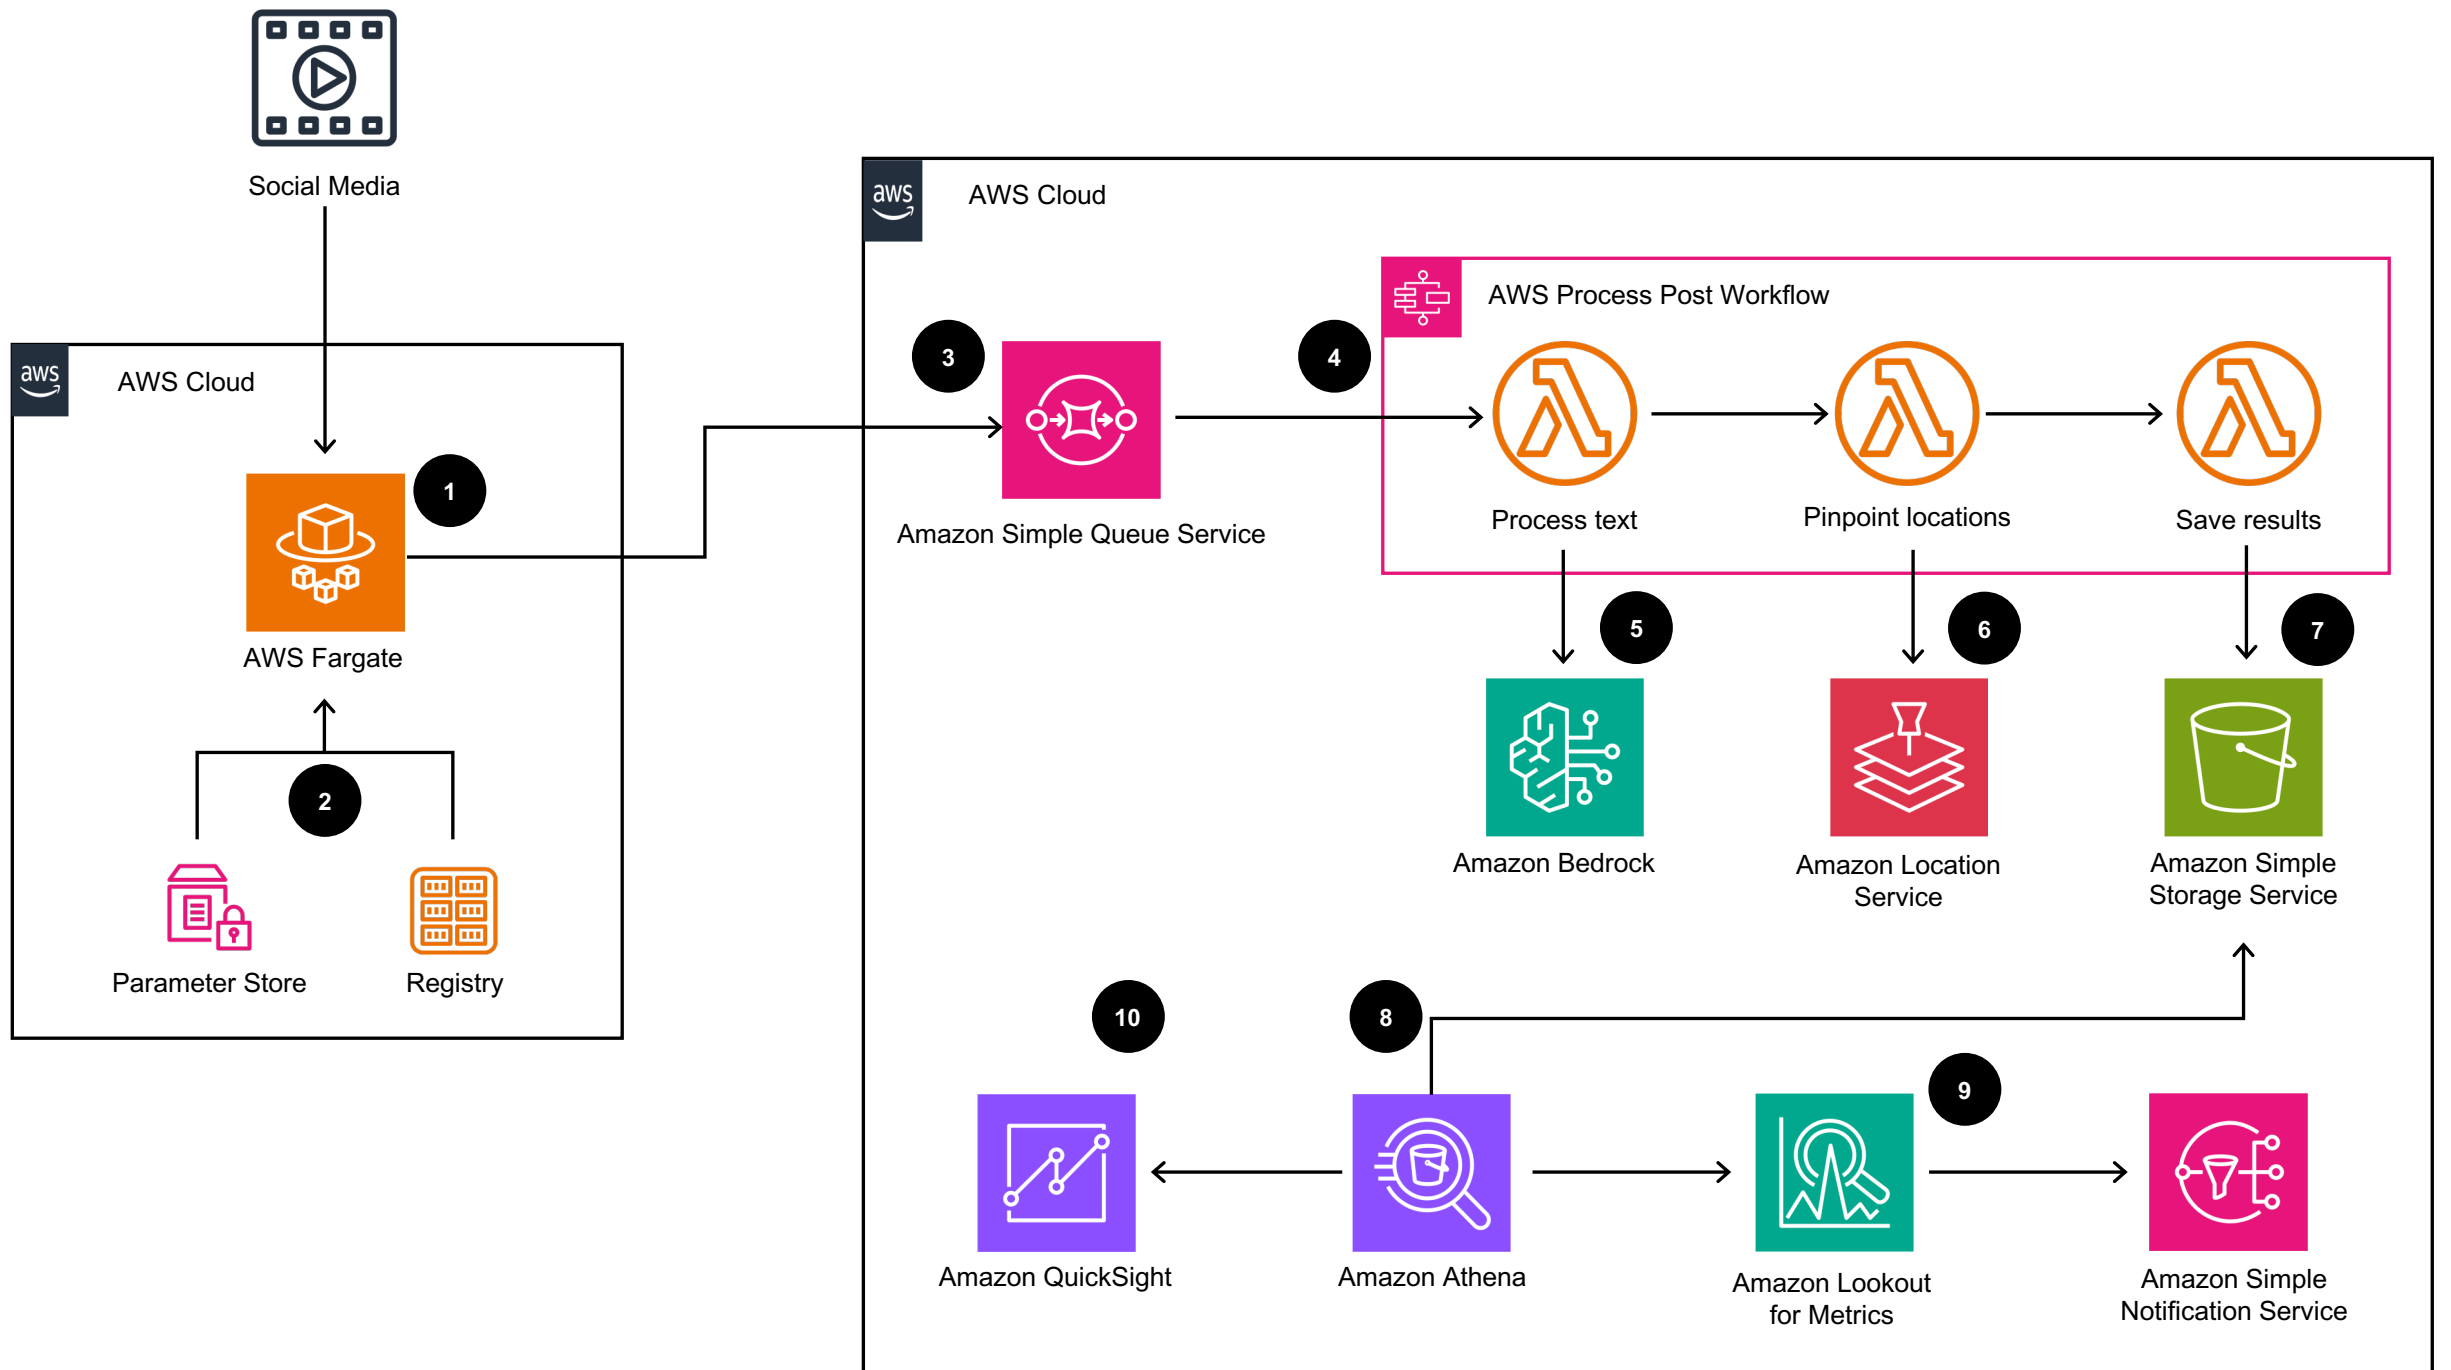 Social Media
aws
AWS Cloud
1
AWS Fargate
2
Parameter Store
Registry
aws
AWS Cloud
3
Amazon Simple Queue Service
4
AWS Process Post Workflow
Process text
Pinpoint locations
Save results
5
6
7
Amazon Bedrock
Amazon Location
Service
Amazon Simple
Storage Service
10
8
9
Amazon QuickSight
Amazon Athena
Amazon Lookout
for Metrics
Amazon Simple
Notification Service